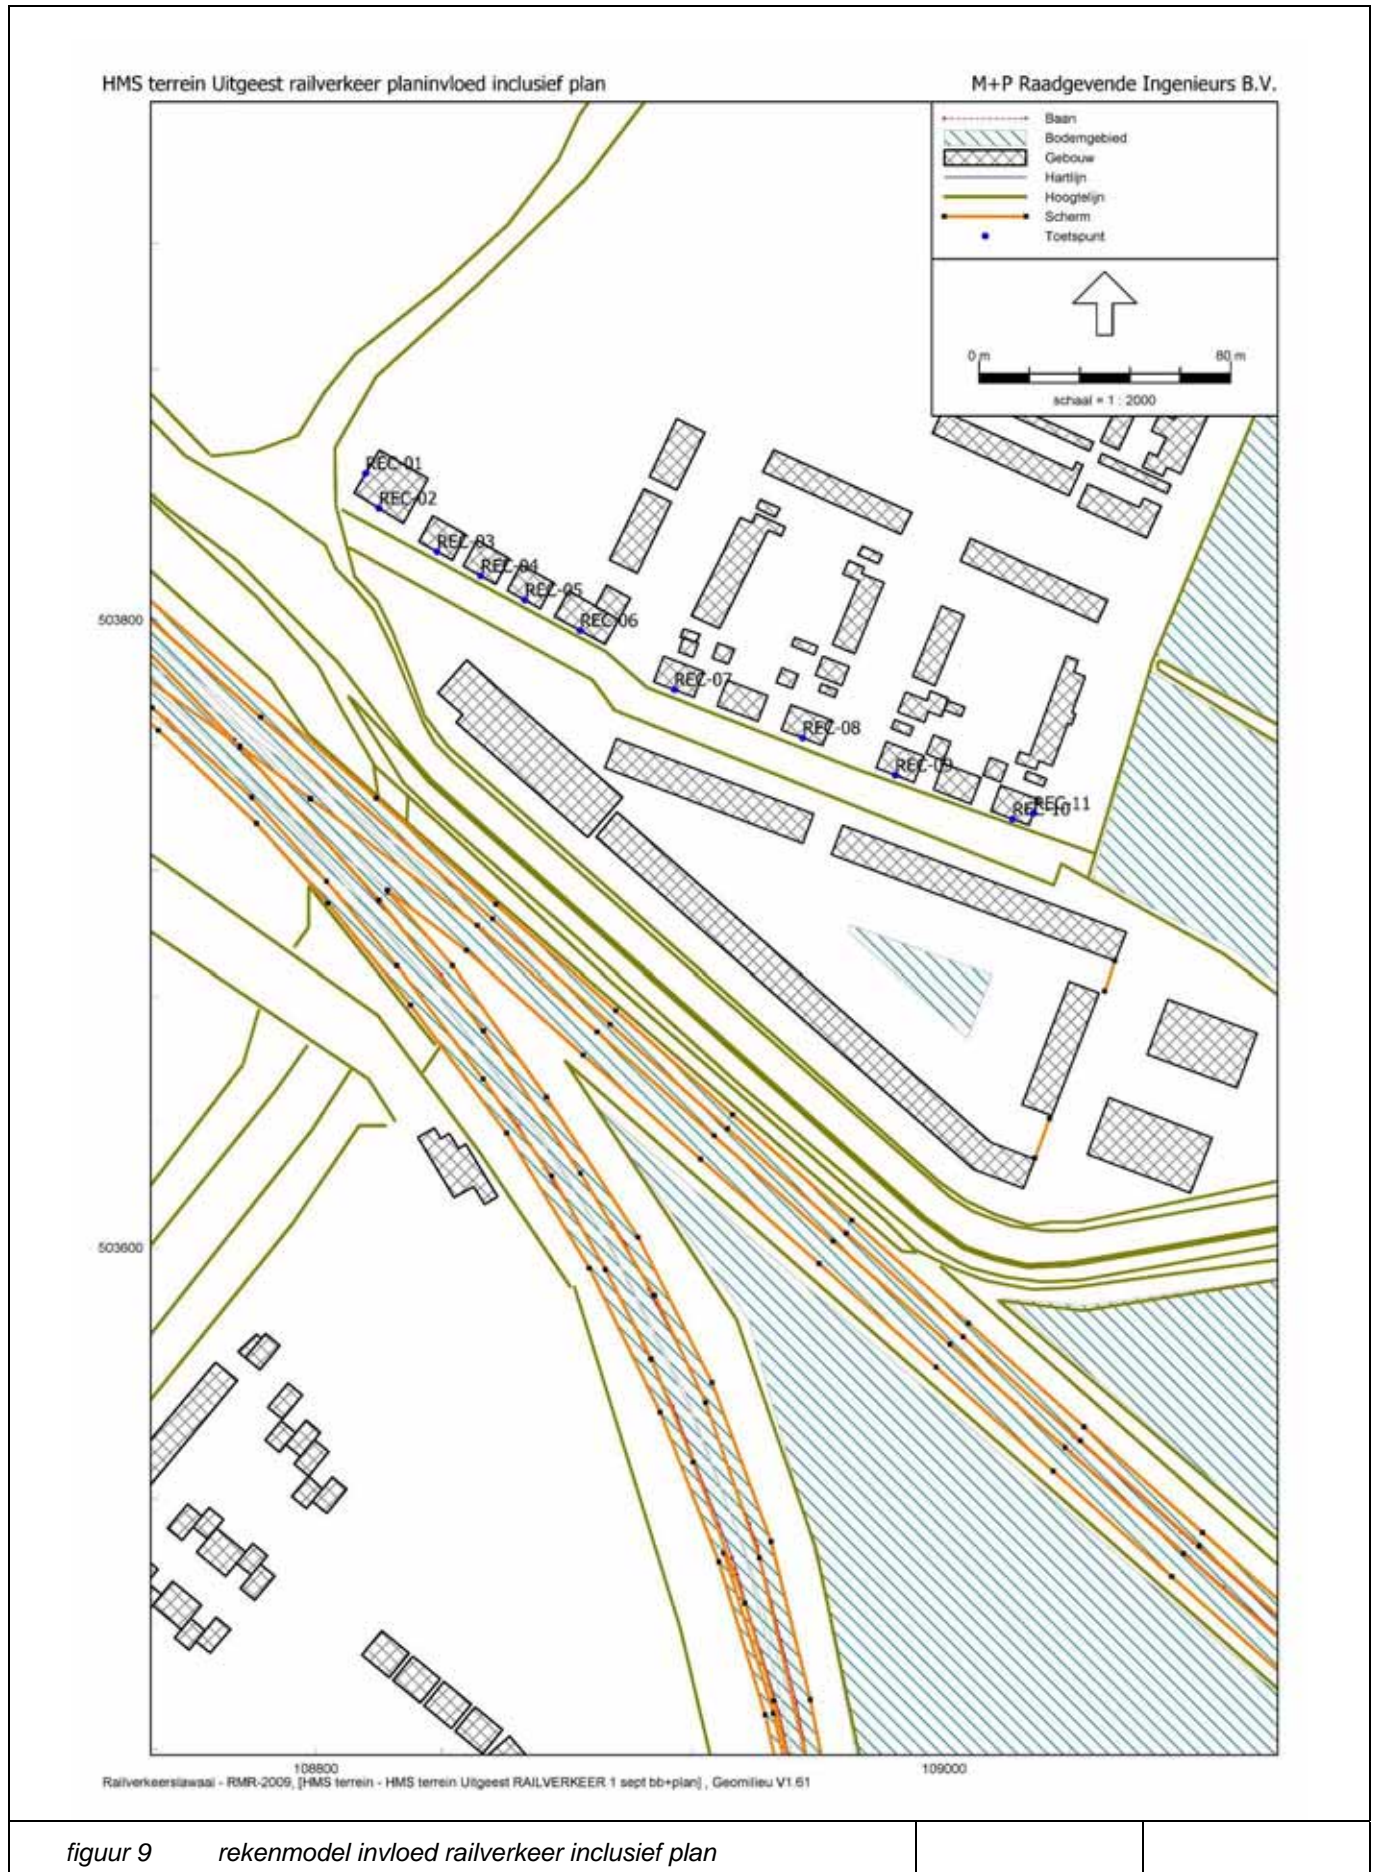 HMS terrein Uitgeest railverkeer planinvloed inclusief plan
M+P Raadgevende Ingenieurs B.V.
Baan
Bodemgebied
Gebouw
Hartlijn
Hoogtelijn
Scherm
Toetspunt
0 m 80 m
schaal = 1 : 2000
REC-01
REC-02
REC-03
REC-04
REC-05
REC-06
REC-07
REC-08
REC-09
REC-11
REC-10
503800
503600
108800 109000
Railverkeerslawaai - RMR-2009, [HMS terrein - HMS terrein Uitgeest RAILVERKEER 1 sept bb+plan] , Geomilieu V1.61
figuur 9 rekenmodel invloed railverkeer inclusief plan